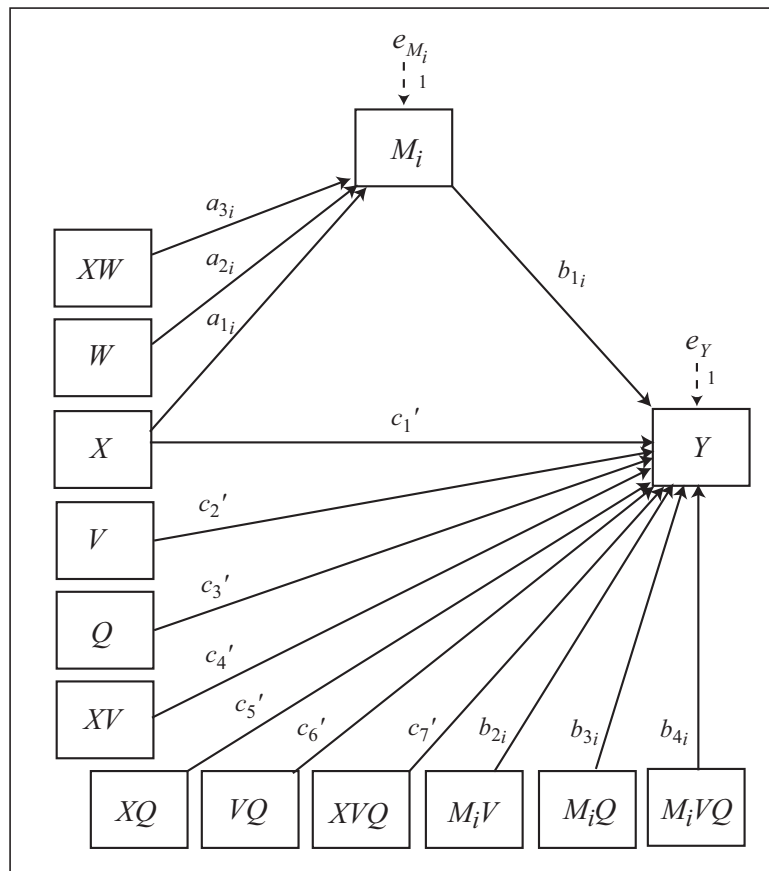 e_{M_i}
1
M_i
a_{3_i}
XW
a_{2_i}
b_{1_i}
a_{1_i}
W
e_Y
1
X
c_1'
Y
V
c_2'
Q
c_3'
XV
c_4'
c_5'
c_6'
c_7'
b_{2_i}
b_{3_i}
b_{4_i}
XQ
VQ
XVQ
M_iV
M_iQ
M_iVQ